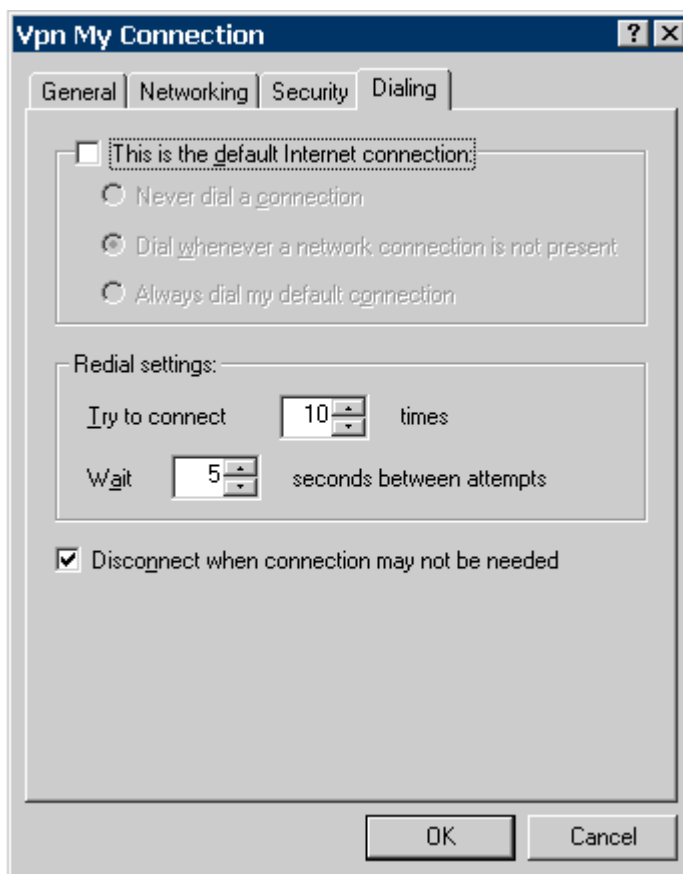 Vpn My Connection
General Networking Security Dialing
This is the default Internet connection:
Never dial a connection
Dial whenever a network connection is not present
Always dial my default connection
Redial settings:
Try to connect 10 times
Wait 5 seconds between attempts
Disconnect when connection may not be needed
OK Cancel